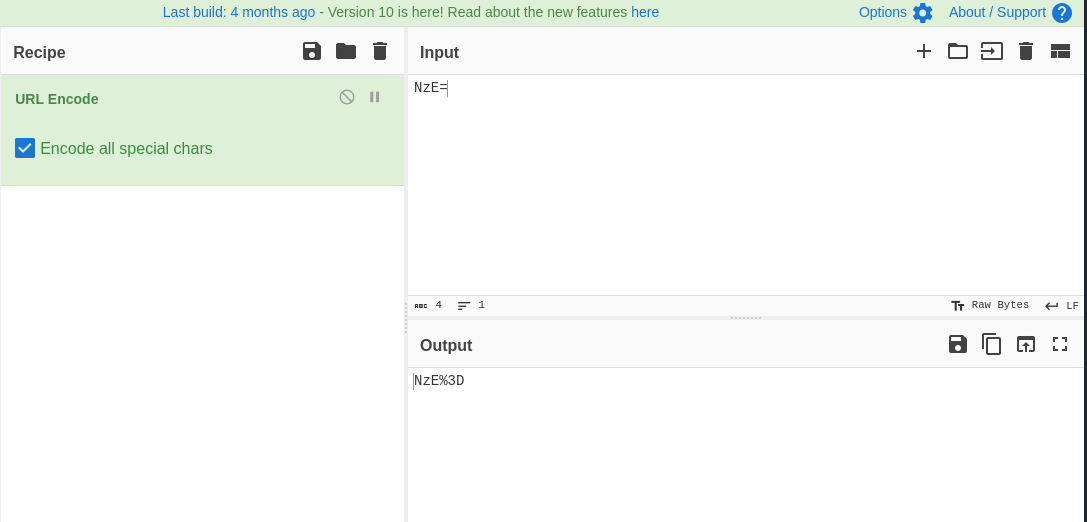 Last build: 4 months ago - Version 10 is here! Read about the new features here
Options
About / Support
Recipe
URL Encode
Encode all special chars
Input
NzE=
ABC 4
1
Raw Bytes
LF
Output
NzE%3D